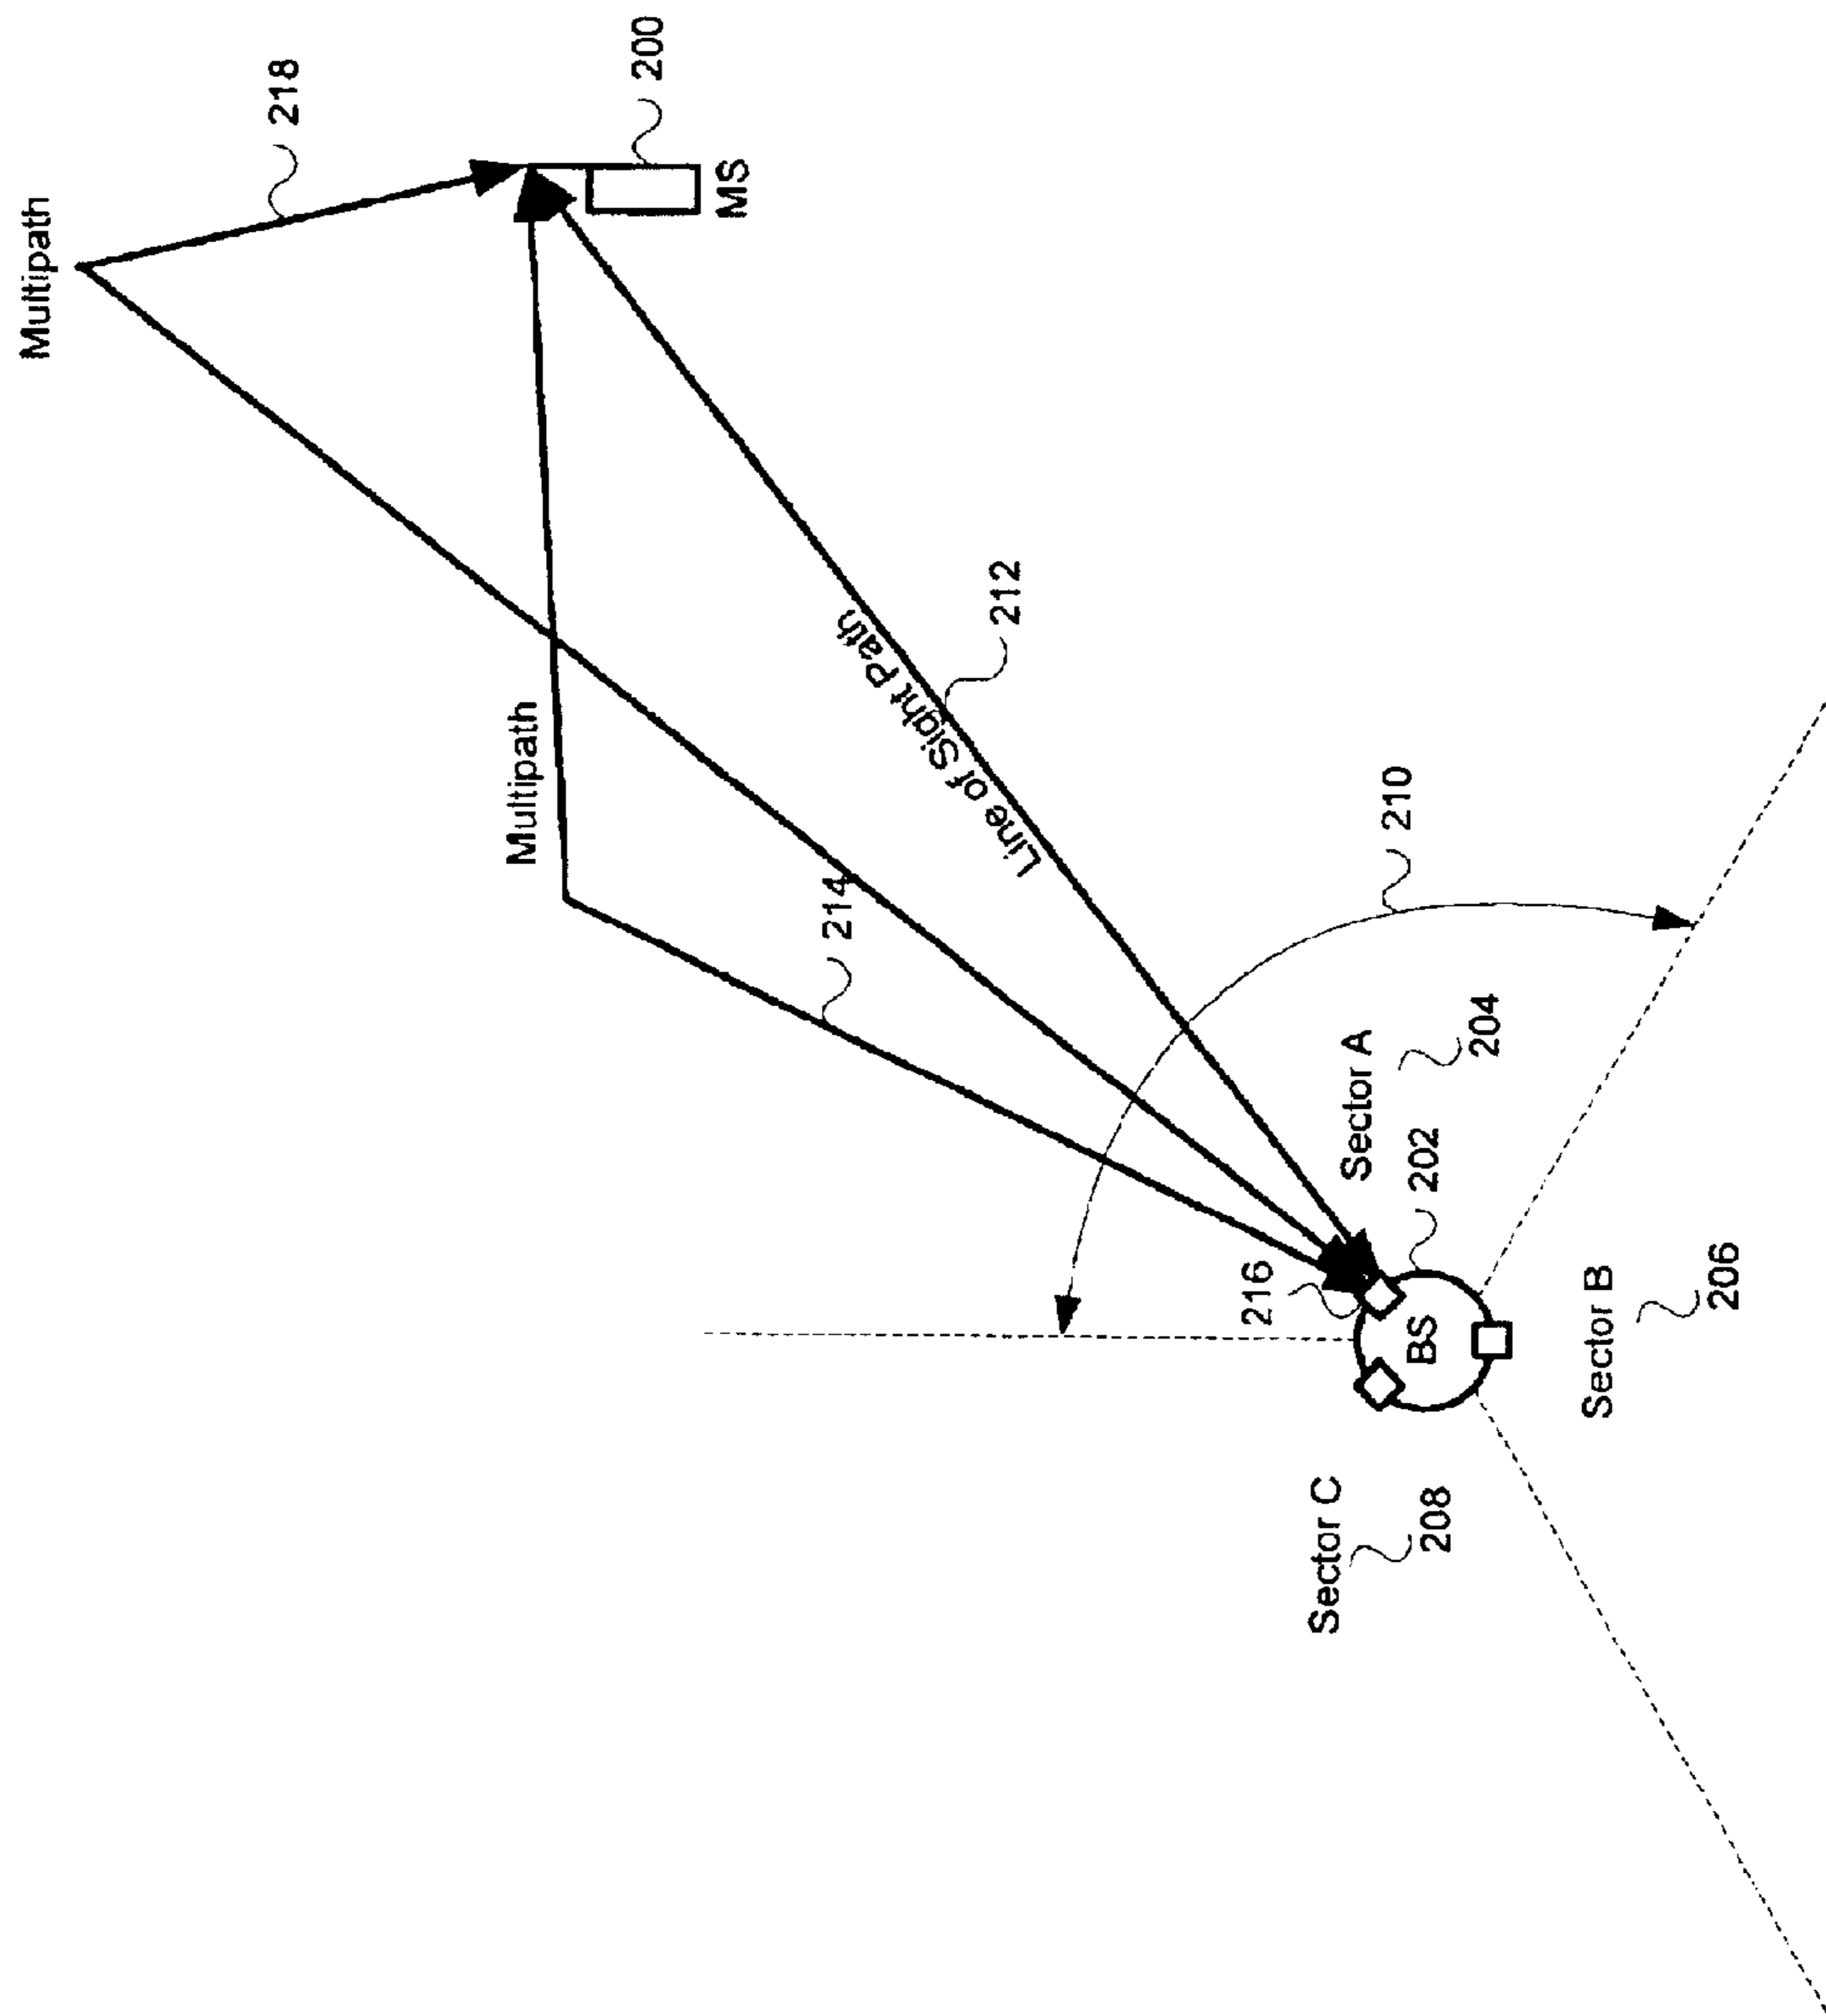 Multipath
218
200
MS
Multipath
212
Line of Sight Path
214
210
Sector A
204
202
216
BS
Sector B
206
Sector C
208